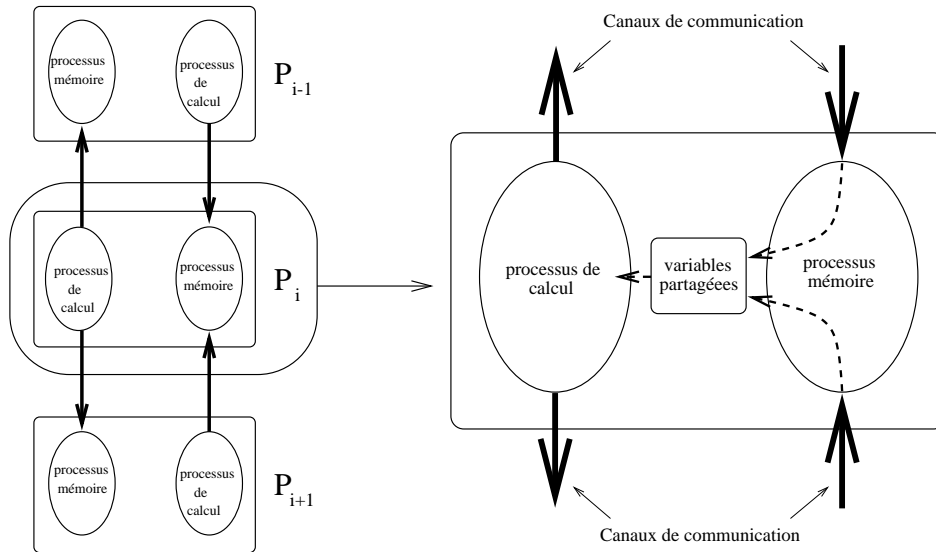 Canaux de communication
processus
mémoire
processus
de
calcul
P i-1
processus
de
calcul
processus
mémoire
P i
processus de
calcul
variables
partagéees
processus
mémoire
processus
mémoire
processus
de
calcul
P i+1
Canaux de communication